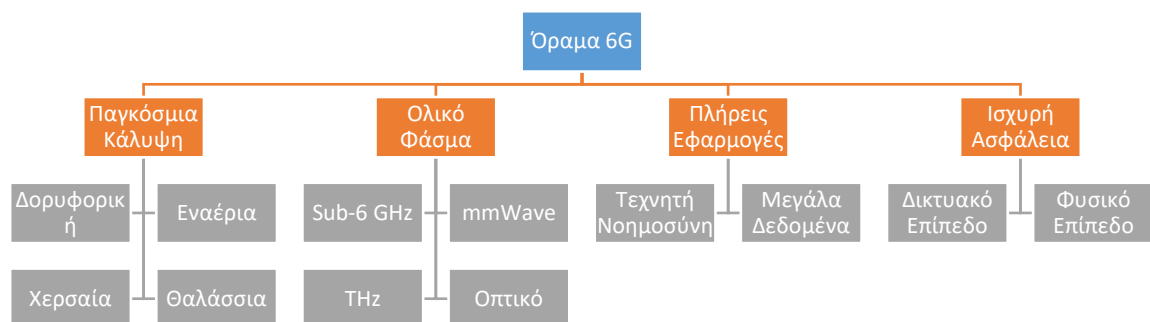 Όραμα 6G
Παγκόσμια
Κάλυψη
Ολικό
Φάσμα
Πλήρεις
Εφαρμογές
Ισχυρή
Ασφάλεια
Δορυφορικ
ή
Εναέρια
Sub-6 GHz
mmWave
Τεχνητή
Νοημοσύνη
Μεγάλα
Δεδομένα
Δικτυακό
Επίπεδο
Φυσικό
Επίπεδο
Χερσαία
Θαλάσσια
THz
Οπτικό